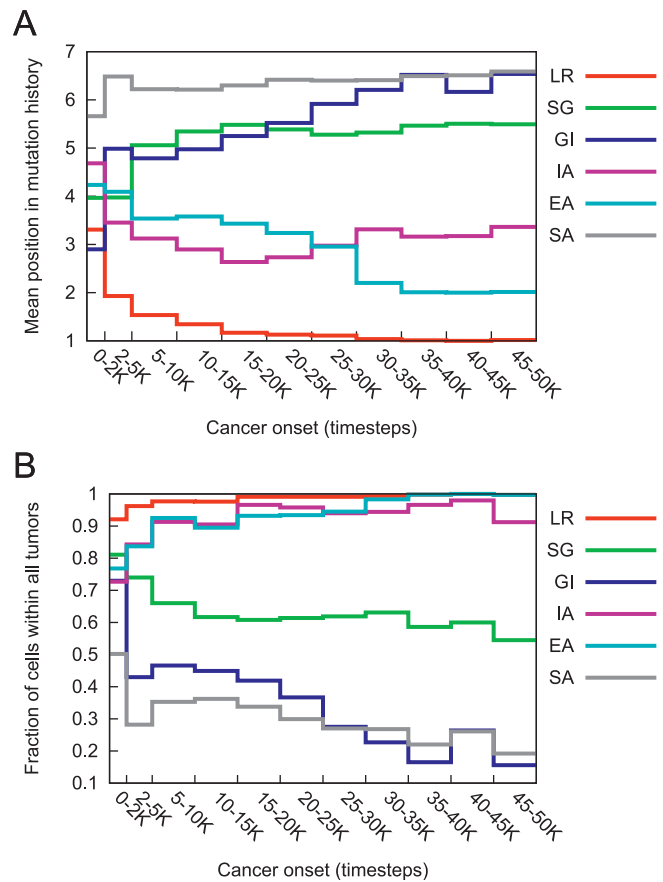 A
Mean position in mutation history
7
6
5
4
3
2
1
LR
SG
GI
IA
EA
SA
0-2K
2-5K
5-10K
10-15K
15-20K
20-25K
25-30K
30-35K
35-40K
40-45K
45-50K
Cancer onset (timesteps)
B
Fraction of cells within all tumors
1
0.9
0.8
0.7
0.6
0.5
0.4
0.3
0.2
0.1
LR
SG
GI
IA
EA
SA
0-2K
2-5K
5-10K
10-15K
15-20K
20-25K
25-30K
30-35K
35-40K
40-45K
45-50K
Cancer onset (timesteps)